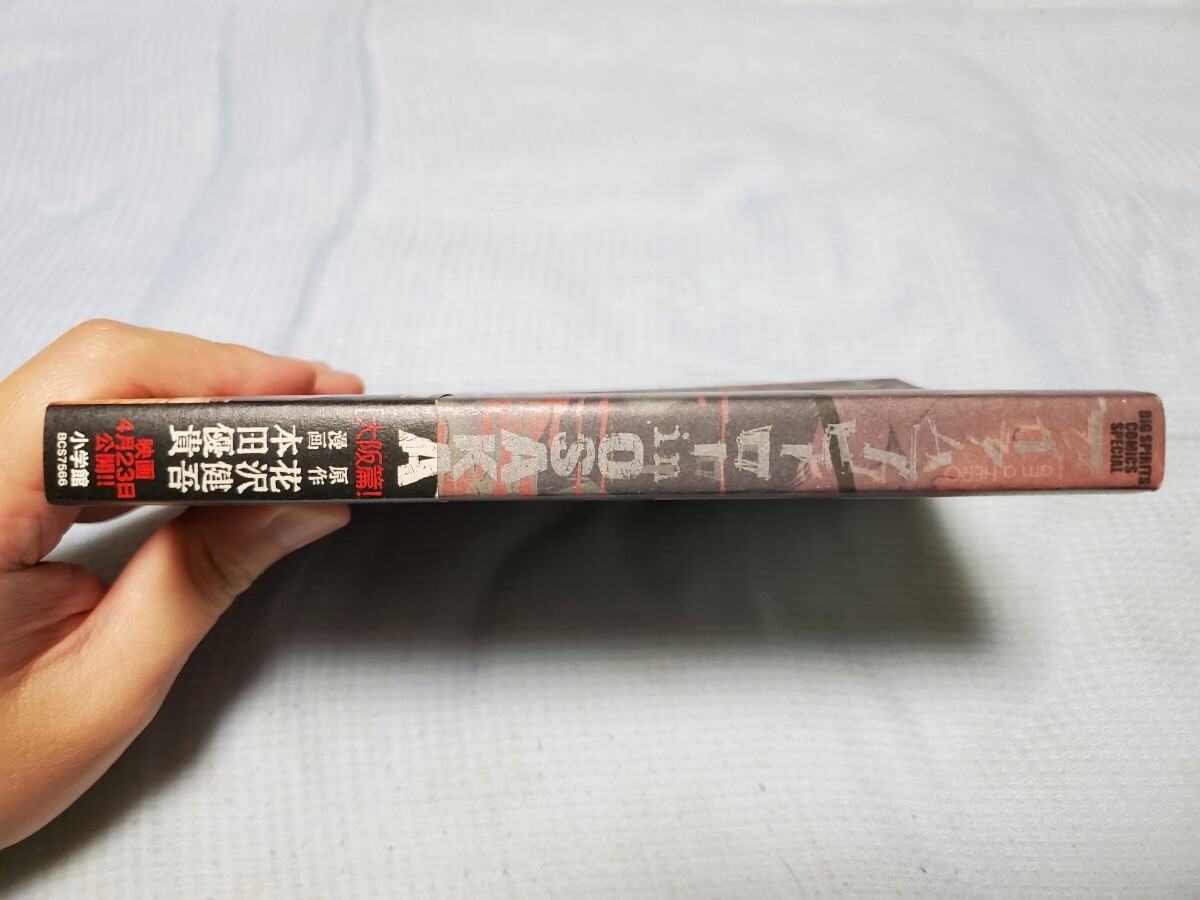 BIG SPIRITS
COMICS
SPECIAL
アイアムアヒーロー
am a HERO
in
OSAKA
大阪篇!
原作
花沢健吾
漫画
本田優貴
映画
4月23日
公開!!
小学館
BCS7566